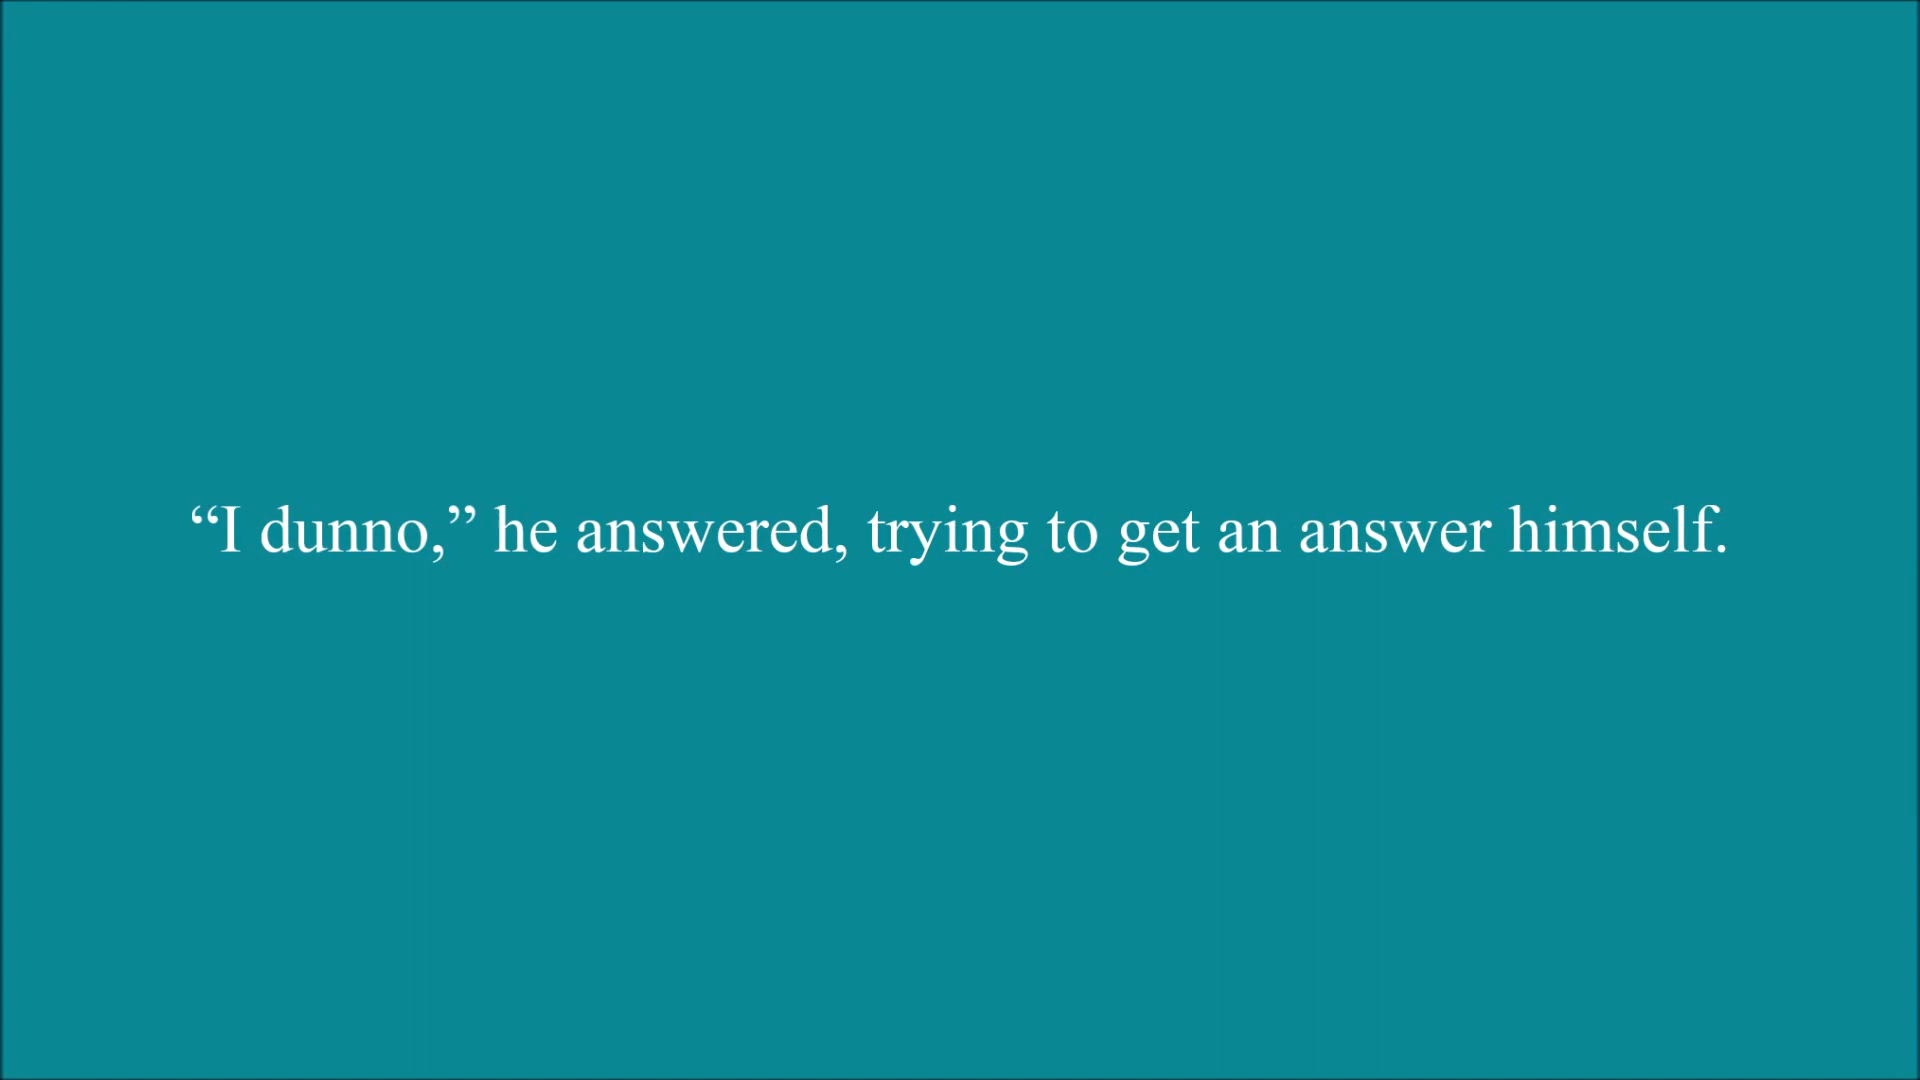 “I dunno,” he answered, trying to get an answer himself.